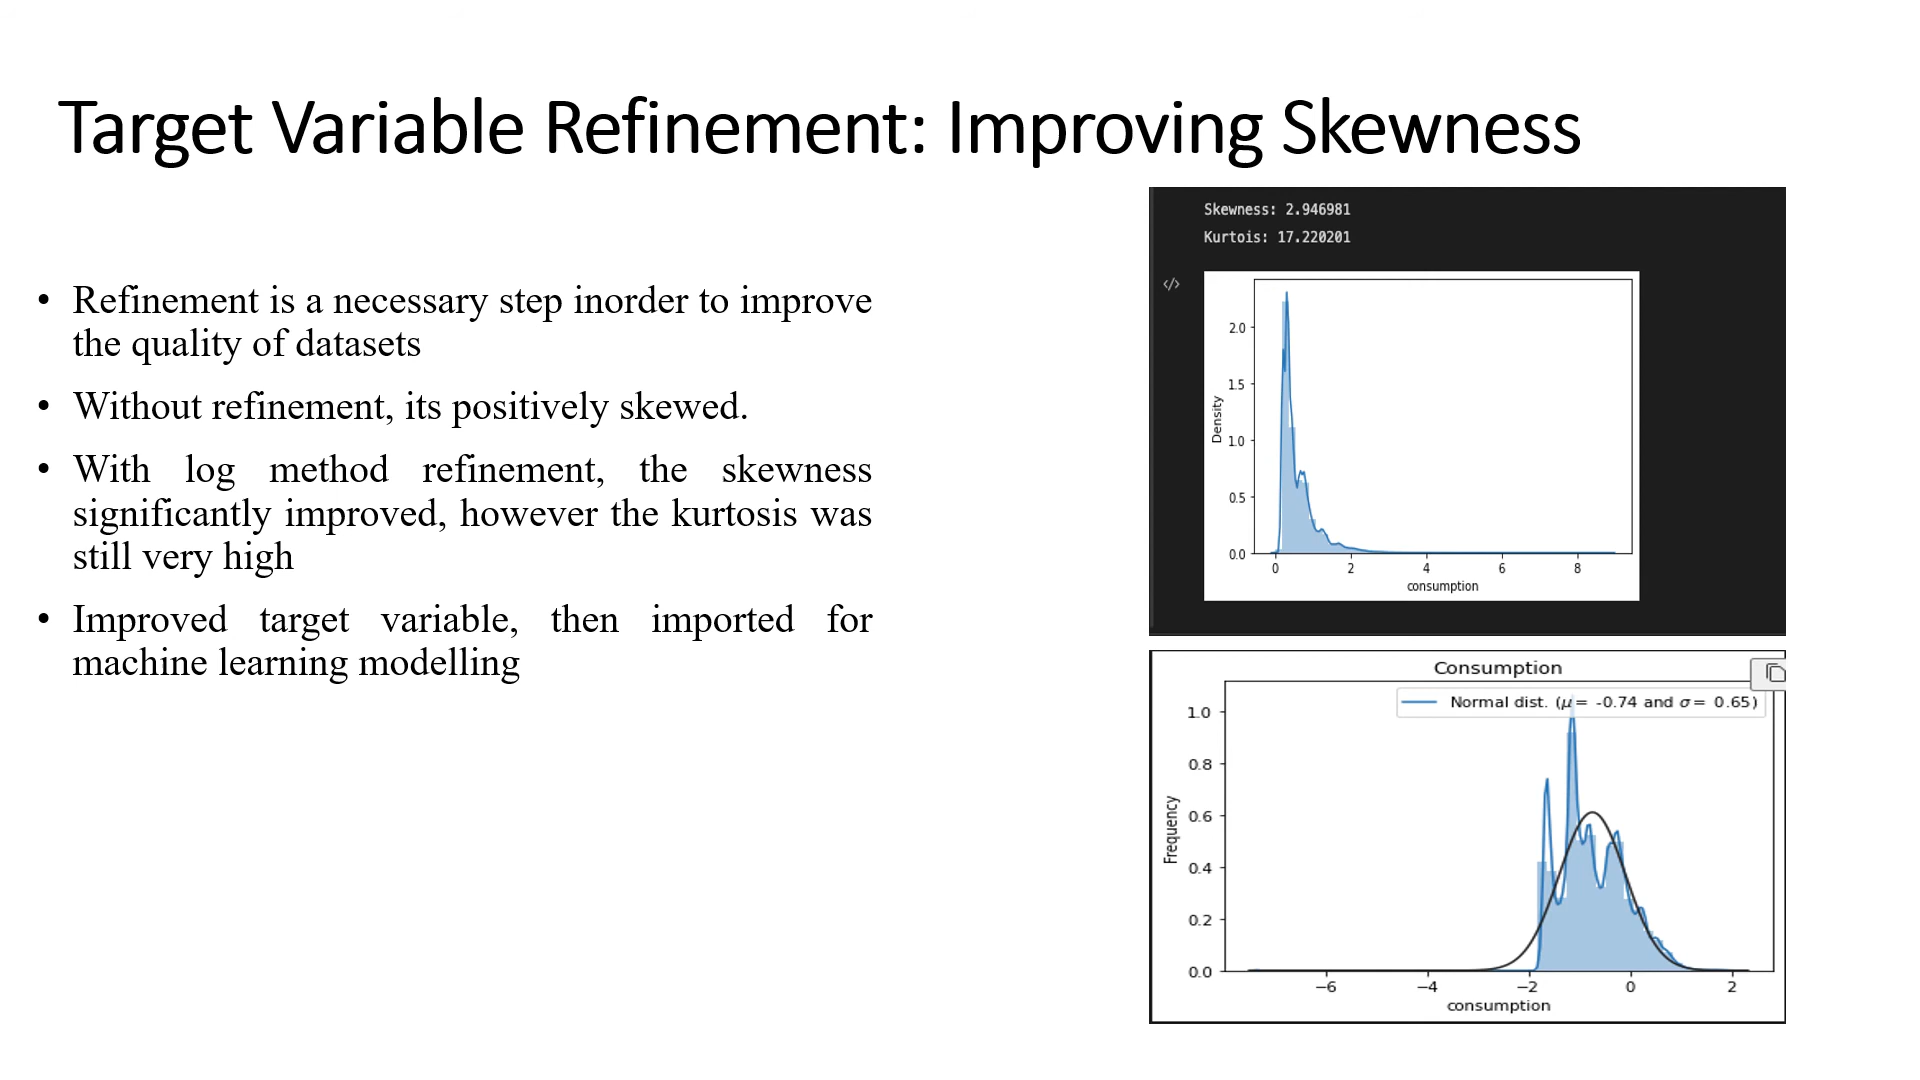 Target Variable Refinement: Improving Skewness
• Refinement is a necessary step inorder to improve
the quality of datasets
• Without refinement, its positively skewed.
• With log method refinement, the skewness
significantly improved, however the kurtosis was
still very high
• Improved target variable, then imported for
machine learning modelling
Skewness: 2.946981
Kurtois: 17.220201
</>
Density
2.0
1.5
1.0
0.5
0.0
0 2 4 6 8
consumption
Consumption
Normal dist. (μ= -0.74 and σ= 0.65)
Frequency
1.0
0.8
0.6
0.4
0.2
0.0
−6 −4 −2 0 2
consumption